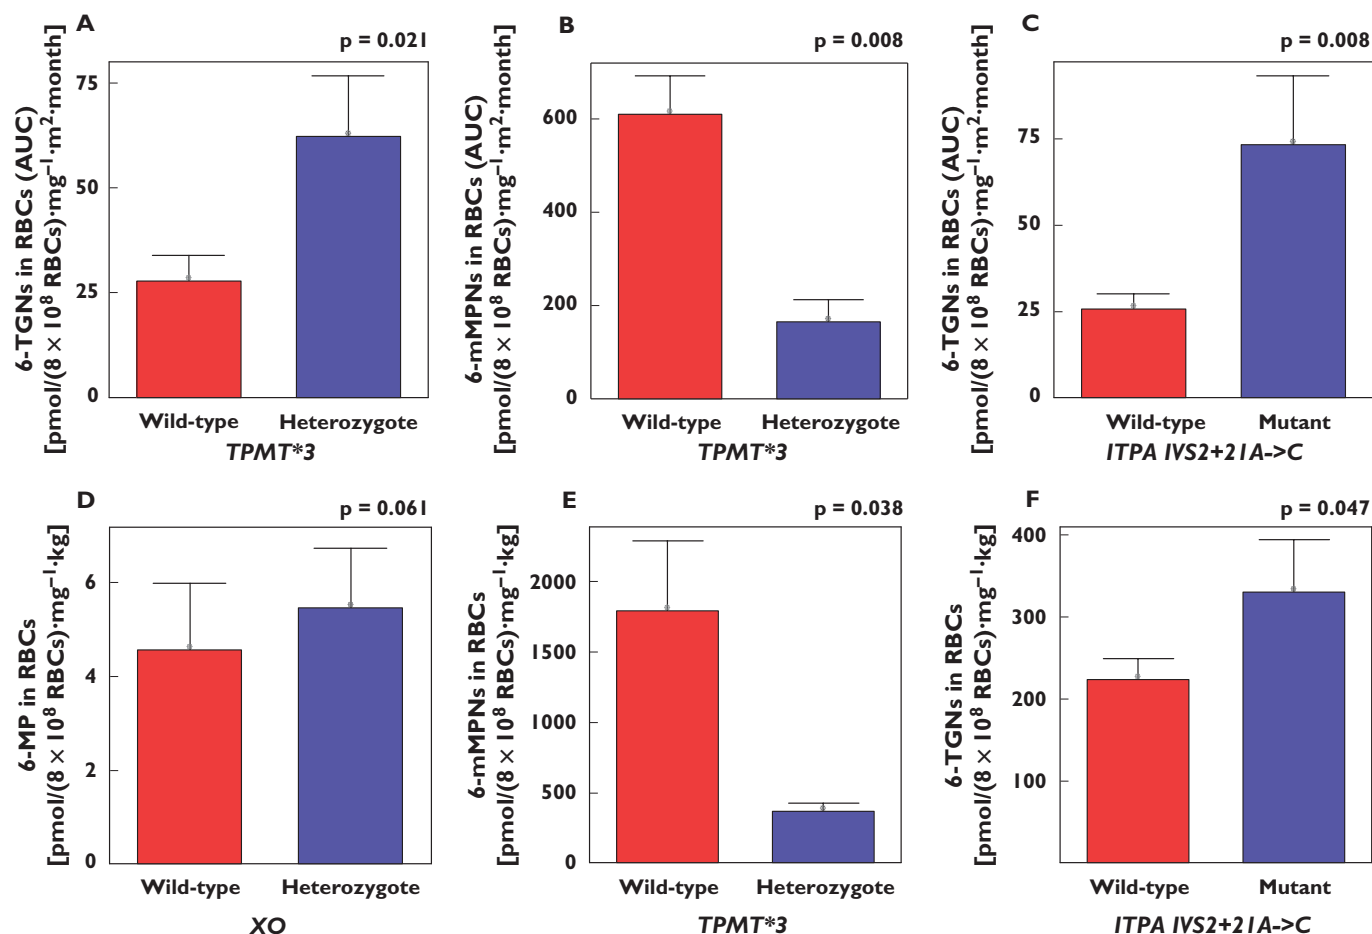 A
p = 0.021
6-TGNs in RBCs (AUC)
[pmol/(8 × 10⁸ RBCs)·mg⁻¹·m²·month]
75
50
25
0
Wild-type Heterozygote
TPMT*3
B
p = 0.008
6-mMPNs in RBCs (AUC)
[pmol/(8 × 10⁸ RBCs)·mg⁻¹·m²·month]
600
400
200
0
Wild-type Heterozygote
TPMT*3
C
p = 0.008
6-TGNs in RBCs (AUC)
[pmol/(8 × 10⁸ RBCs)·mg⁻¹·m²·month]
75
50
25
0
Wild-type Mutant
ITPA IVS2+21A->C
D
p = 0.061
6-MP in RBCs
[pmol/(8 × 10⁸ RBCs)·mg⁻¹·kg]
6
4
2
0
Wild-type Heterozygote
XO
E
p = 0.038
6-mMPNs in RBCs
[pmol/(8 × 10⁸ RBCs)·mg⁻¹·kg]
2000
1500
1000
500
0
Wild-type Heterozygote
TPMT*3
F
p = 0.047
6-TGNs in RBCs
[pmol/(8 × 10⁸ RBCs)·mg⁻¹·kg]
400
300
200
100
Wild-type Mutant
ITPA IVS2+21A->C